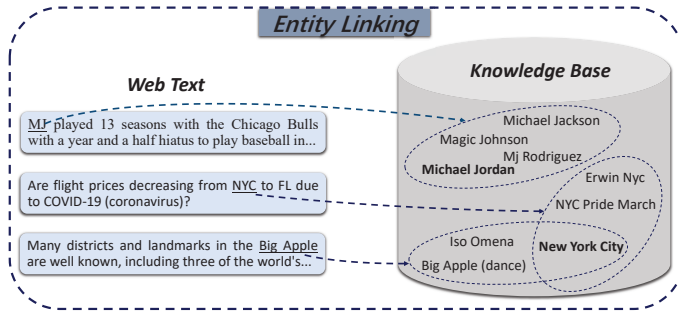 Entity Linking
Web Text
MJ played 13 seasons with the Chicago Bulls
with a year and a half hiatus to play baseball in...
Are flight prices decreasing from NYC to FL due
to COVID-19 (coronavirus)?
Many districts and landmarks in the Big Apple
are well known, including three of the world's...
Knowledge Base
Michael Jackson
Magic Johnson
Mj Rodriguez
Michael Jordan
Erwin Nyc
NYC Pride March
Iso Omena
New York City
Big Apple (dance)